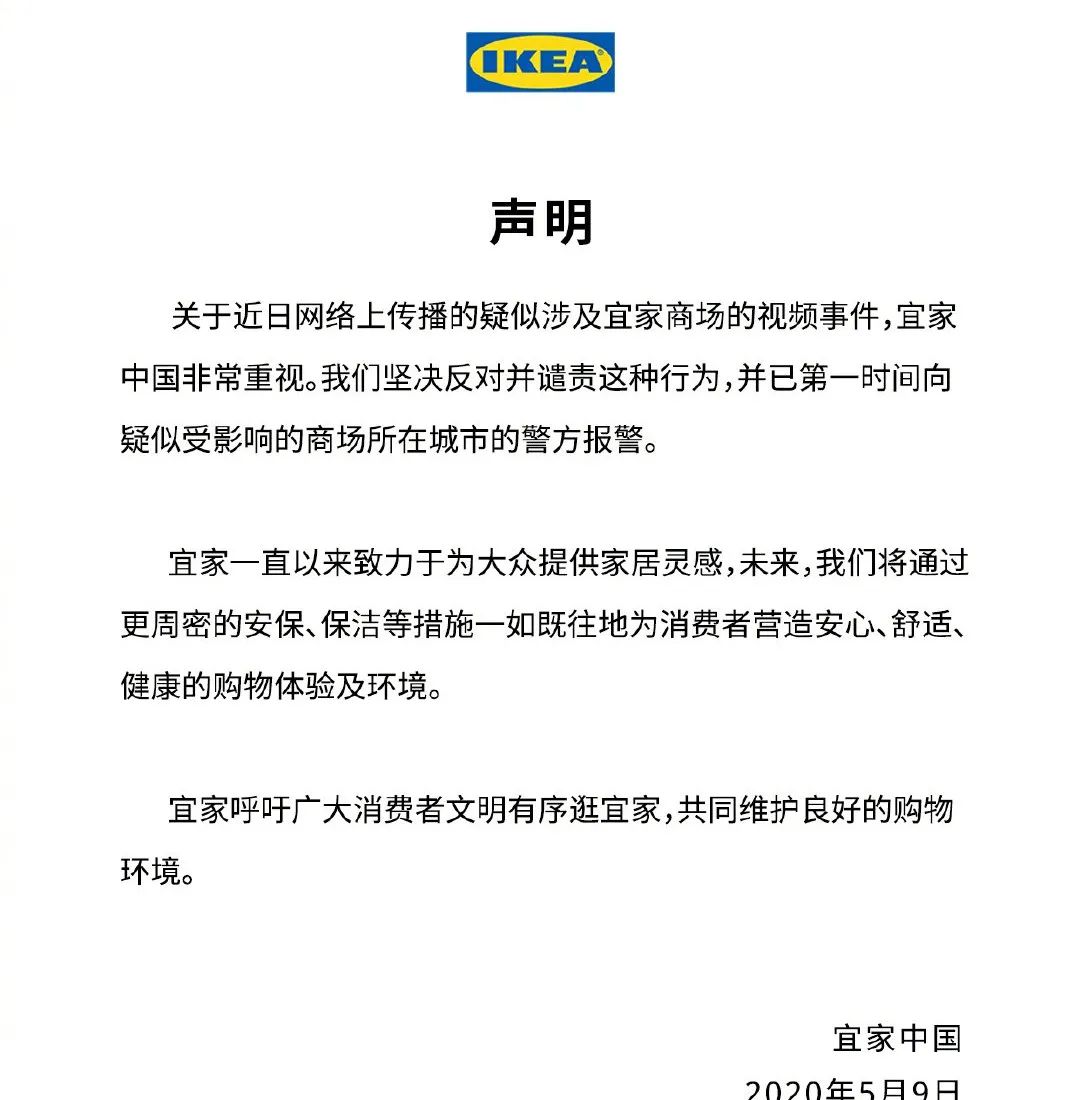 IKEA®
声明
关于近日网络上传播的疑似涉及宜家商场的视频事件，宜家
中国非常重视。我们坚决反对并谴责这种行为，并已第一时间向
疑似受影响的商场所在城市的警方报警。
宜家一直以来致力于为大众提供家居灵感，未来，我们将通过
更周密的安保、保洁等措施一如既往地为消费者营造安心、舒适、
健康的购物体验及环境。
宜家呼吁广大消费者文明有序逛宜家，共同维护良好的购物
环境。
宜家中国
2020年5月9日